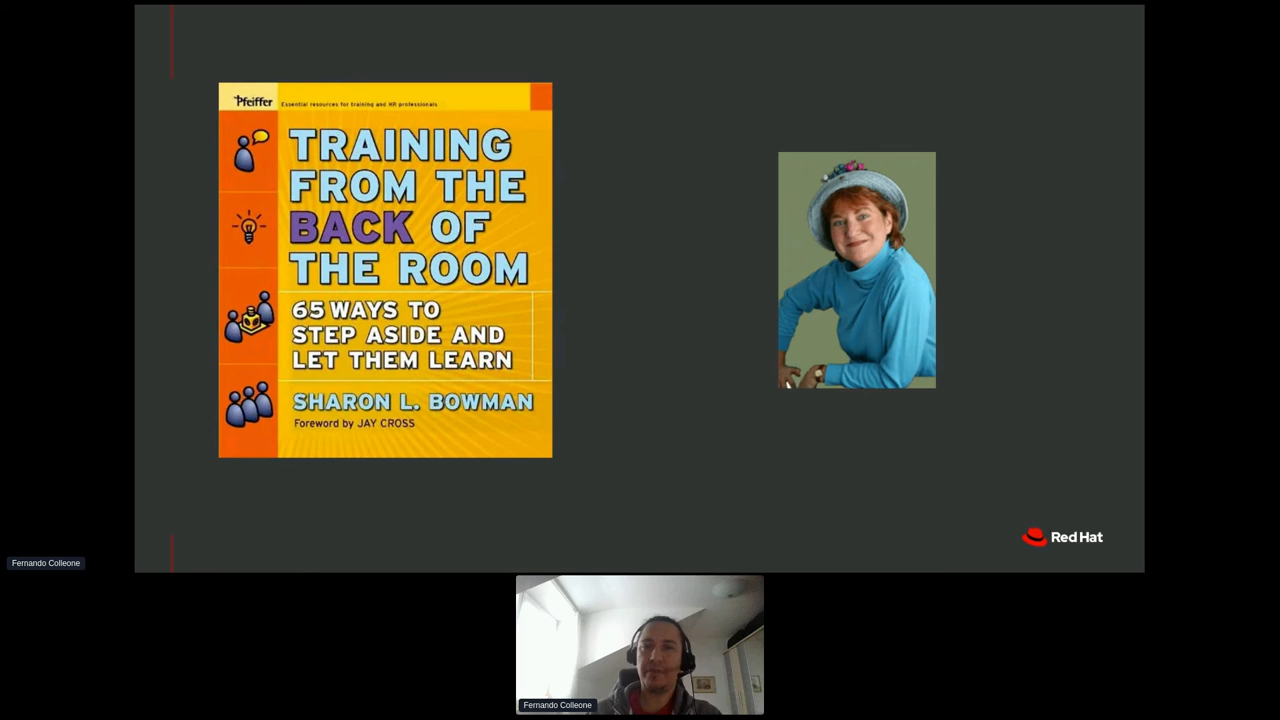 Pfeiffer
Essential resources for training and HR professionals
TRAINING
FROM THE
BACK OF
THE ROOM
65 WAYS TO
STEP ASIDE AND
LET THEM LEARN
SHARON L. BOWMAN
Foreword by JAY CROSS
Red Hat
Fernando Colleone
Fernando Colleone